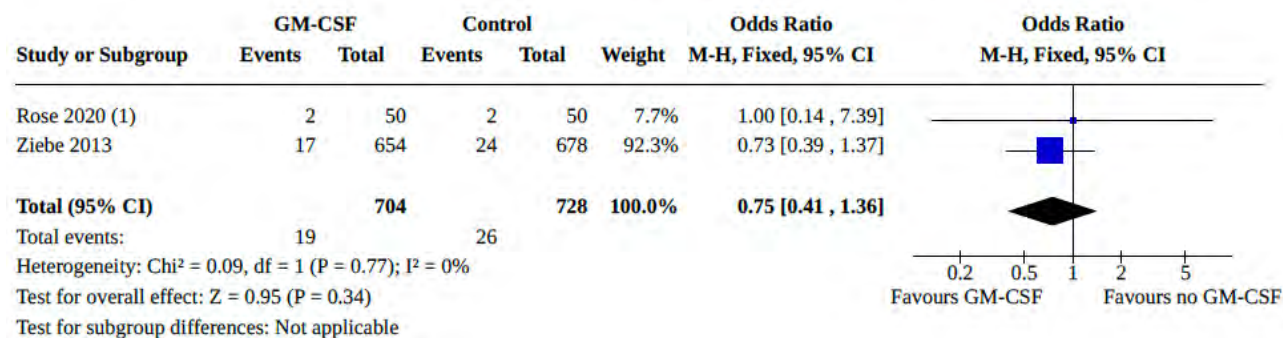 GM-CSF Control Odds Ratio Odds Ratio
Study or Subgroup Events Total Events Total Weight M-H, Fixed, 95% CI M-H, Fixed, 95% CI
Rose 2020 (1) 2 50 2 50 7.7% 1.00 [0.14 , 7.39]
Ziebe 2013 17 654 24 678 92.3% 0.73 [0.39 , 1.37]
Total (95% CI) 704 728 100.0% 0.75 [0.41 , 1.36]
Total events: 19 26
Heterogeneity: Chi² = 0.09, df = 1 (P = 0.77); I² = 0%
0.2 0.5 1 2 5
Test for overall effect: Z = 0.95 (P = 0.34) Favours GM-CSF Favours no GM-CSF
Test for subgroup differences: Not applicable